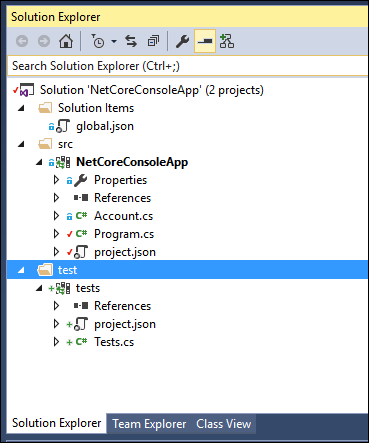 Solution Explorer
Search Solution Explorer (Ctrl+;)
Solution 'NetCoreConsoleApp' (2 projects)
Solution Items
global.json
src
NetCoreConsoleApp
Properties
References
Account.cs
Program.cs
project.json
test
tests
References
project.json
Tests.cs
Solution Explorer Team Explorer Class View